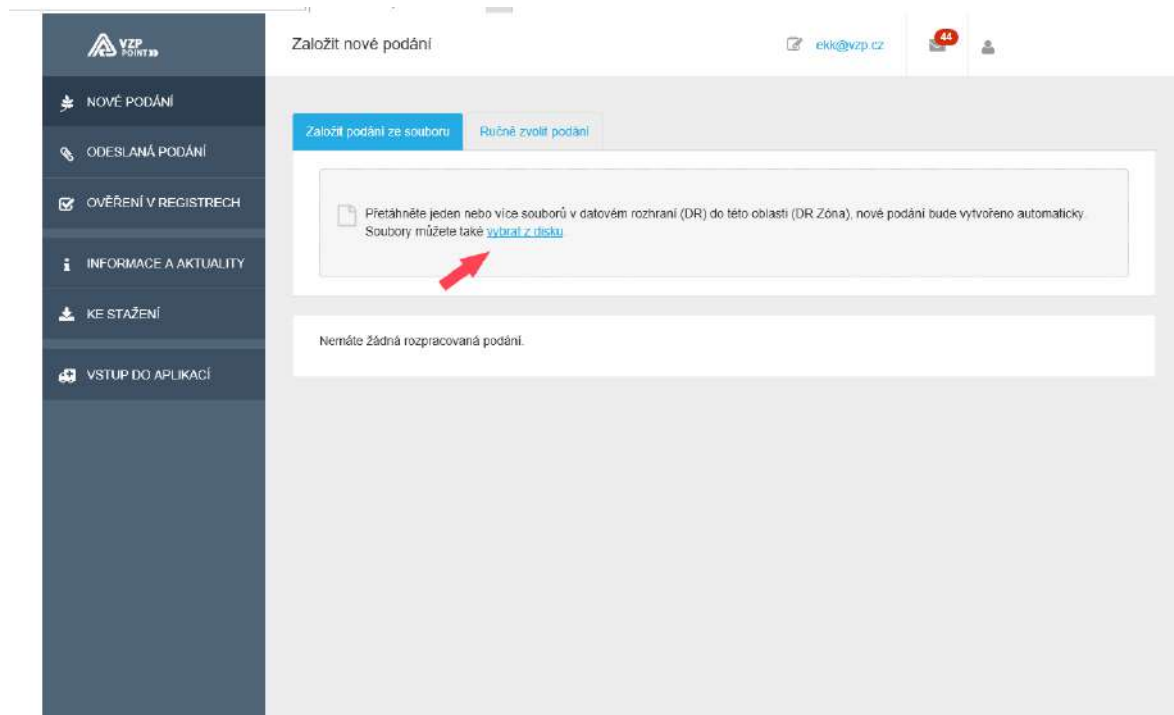 VZP
POINT
Založit nové podání
ekk@vzp.cz
44
NOVÉ PODÁNÍ
ODESLANÁ PODÁNÍ
OVĚŘENÍ V REGISTRECH
INFORMACE A AKTUALITY
KE STAŽENÍ
VSTUP DO APLIKACÍ
Založit podání ze souboru
Ručně zvolit podání
Přetáhněte jeden nebo více souborů v datovém rozhraní (DR) do této oblasti (DR Zóna), nové podání bude vytvořeno automaticky.
Soubory můžete také vybrat z disku.
Nemáte žádná rozpracovaná podání.